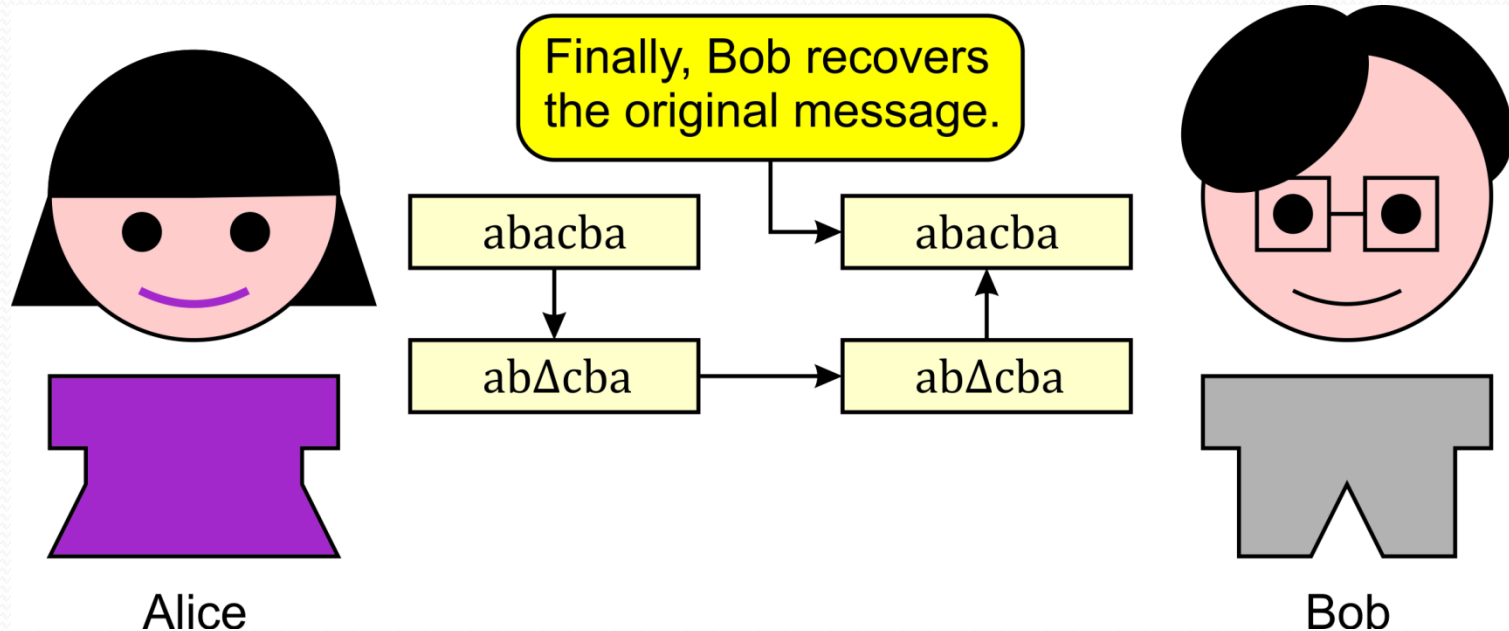 Finally, Bob recovers
the original message.
abacba
abacba
abΔcba
abΔcba
Alice
Bob